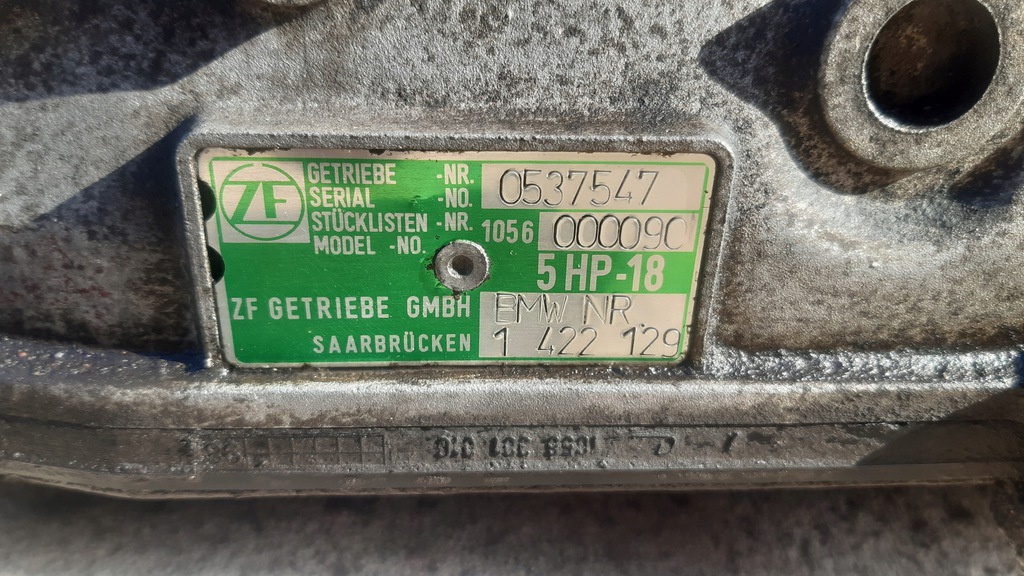 ZF
GETRIEBE -NR.
SERIAL -NO. 0537547
STÜCKLISTEN -NR.
MODEL -NO. 1056 000090
5 HP-18
ZF GETRIEBE GMBH BMW NR
SAARBRÜCKEN 1 422 129